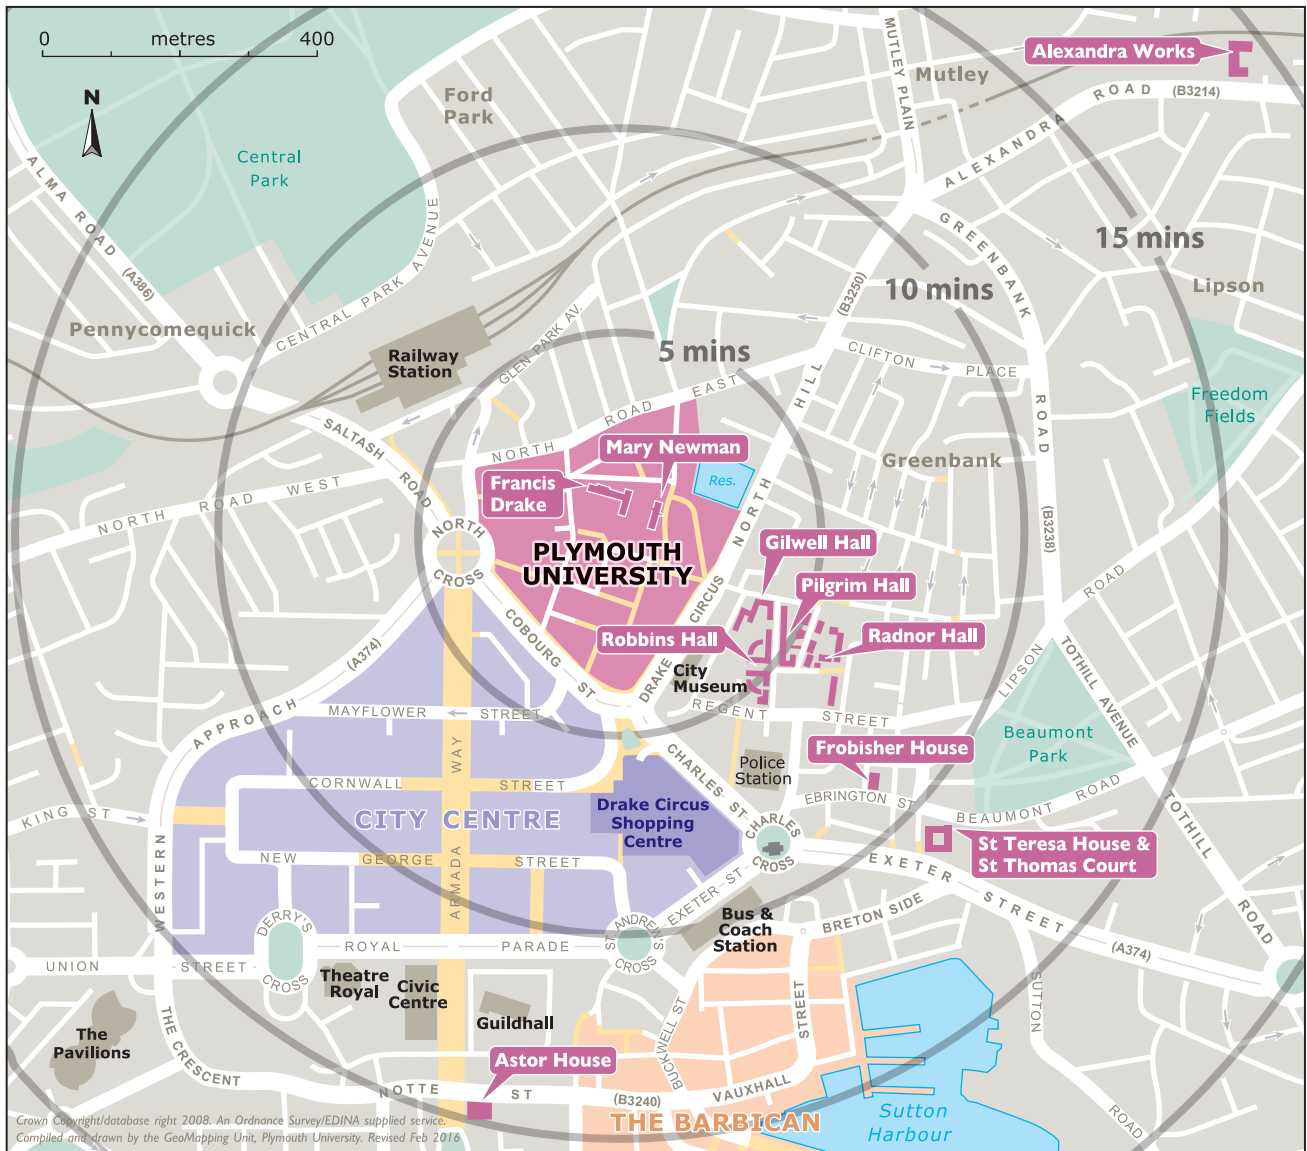 0 metres 400
N
Ford
Park
Central
Park
MUTLEY PLAIN
Mutley
Alexandra Works
ALEXANDRA ROAD (B3214)
ALMA ROAD (A386)
CENTRAL PARK AVENUE
Pennycomequick
Railway
Station
GLEN PARK AV.
5 mins
10 mins
15 mins
(B3250)
GREENBANK ROAD
(B3238)
Lipson
CLIFTON PLACE
Freedom
Fields
Greenbank
SALTASH ROAD
NORTH ROAD WEST
NORTH ROAD EAST
NORTH HILL
Res.
Mary Newman
Francis
Drake
NORTH
CROSS
PLYMOUTH
UNIVERSITY
Gilwell Hall
Pilgrim Hall
Robbins Hall
Radnor Hall
City
Museum
DRAKE CIRCUS
COBOURG ST
REGENT STREET
LIPSON ROAD
TOTHILL AVENUE
Beaumont
Park
(A374)
WESTERN APPROACH
MAYFLOWER STREET
ARMADA WAY
CORNWALL STREET
CITY CENTRE
NEW GEORGE STREET
KING ST
Drake Circus
Shopping
Centre
CHARLES ST
Police
Station
Frobisher House
EBRINGTON ST
BEAUMONT ROAD
CHARLES
CROSS
St Teresa House &
St Thomas Court
TOTHILL ROAD
EXETER STREET
(A374)
EXETER ST
BRETON SIDE
Bus &
Coach
Station
DERRY'S
CROSS
ROYAL PARADE
ST. ANDREW'S
CROSS
UNION STREET
Theatre
Royal
Civic
Centre
Guildhall
The
Pavilions
THE CRESCENT
Astor House
NOTTE ST
(B3240)
BUCKWELL ST
VAUXHALL STREET
THE BARBICAN
SUTTON ROAD
Sutton
Harbour
Crown Copyright/database right 2008. An Ordnance Survey/EDINA supplied service.
Compiled and drawn by the GeoMapping Unit, Plymouth University. Revised Feb 2016